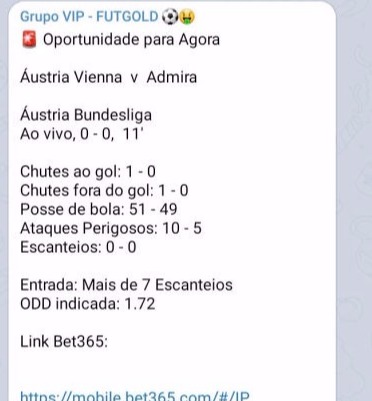 Grupo VIP - FUTGOLD ⚽🤑
🚨 Oportunidade para Agora
Áustria Vienna v Admira
Áustria Bundesliga
Ao vivo, 0 - 0, 11'
Chutes ao gol: 1 - 0
Chutes fora do gol: 1 - 0
Posse de bola: 51 - 49
Ataques Perigosos: 10 - 5
Escanteios: 0 - 0
Entrada: Mais de 7 Escanteios
ODD indicada: 1.72
Link Bet365:
https://mobile.bet365.com/#/IP